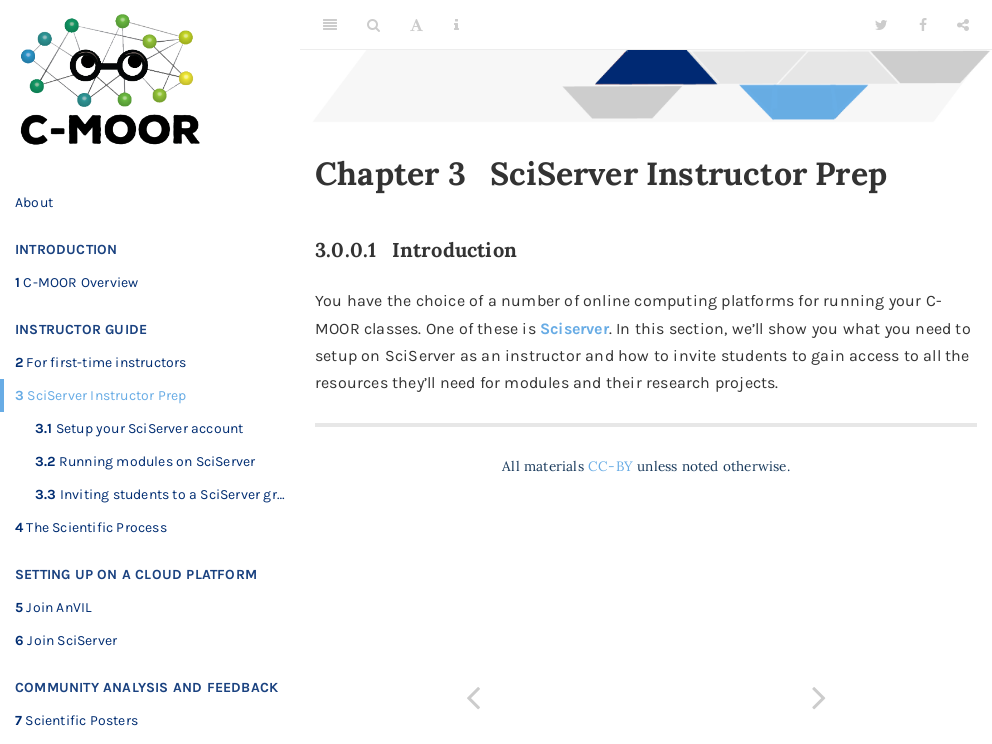 C-MOOR
About
INTRODUCTION
1 C-MOOR Overview
INSTRUCTOR GUIDE
2 For first-time instructors
3 SciServer Instructor Prep
3.1 Setup your SciServer account
3.2 Running modules on SciServer
3.3 Inviting students to a SciServer gr...
4 The Scientific Process
SETTING UP ON A CLOUD PLATFORM
5 Join AnVIL
6 Join SciServer
COMMUNITY ANALYSIS AND FEEDBACK
7 Scientific Posters
Chapter 3 SciServer Instructor Prep
3.0.0.1 Introduction
You have the choice of a number of online computing platforms for running your C-
MOOR classes. One of these is Sciserver. In this section, we'll show you what you need to
setup on SciServer as an instructor and how to invite students to gain access to all the
resources they'll need for modules and their research projects.
All materials CC-BY unless noted otherwise.